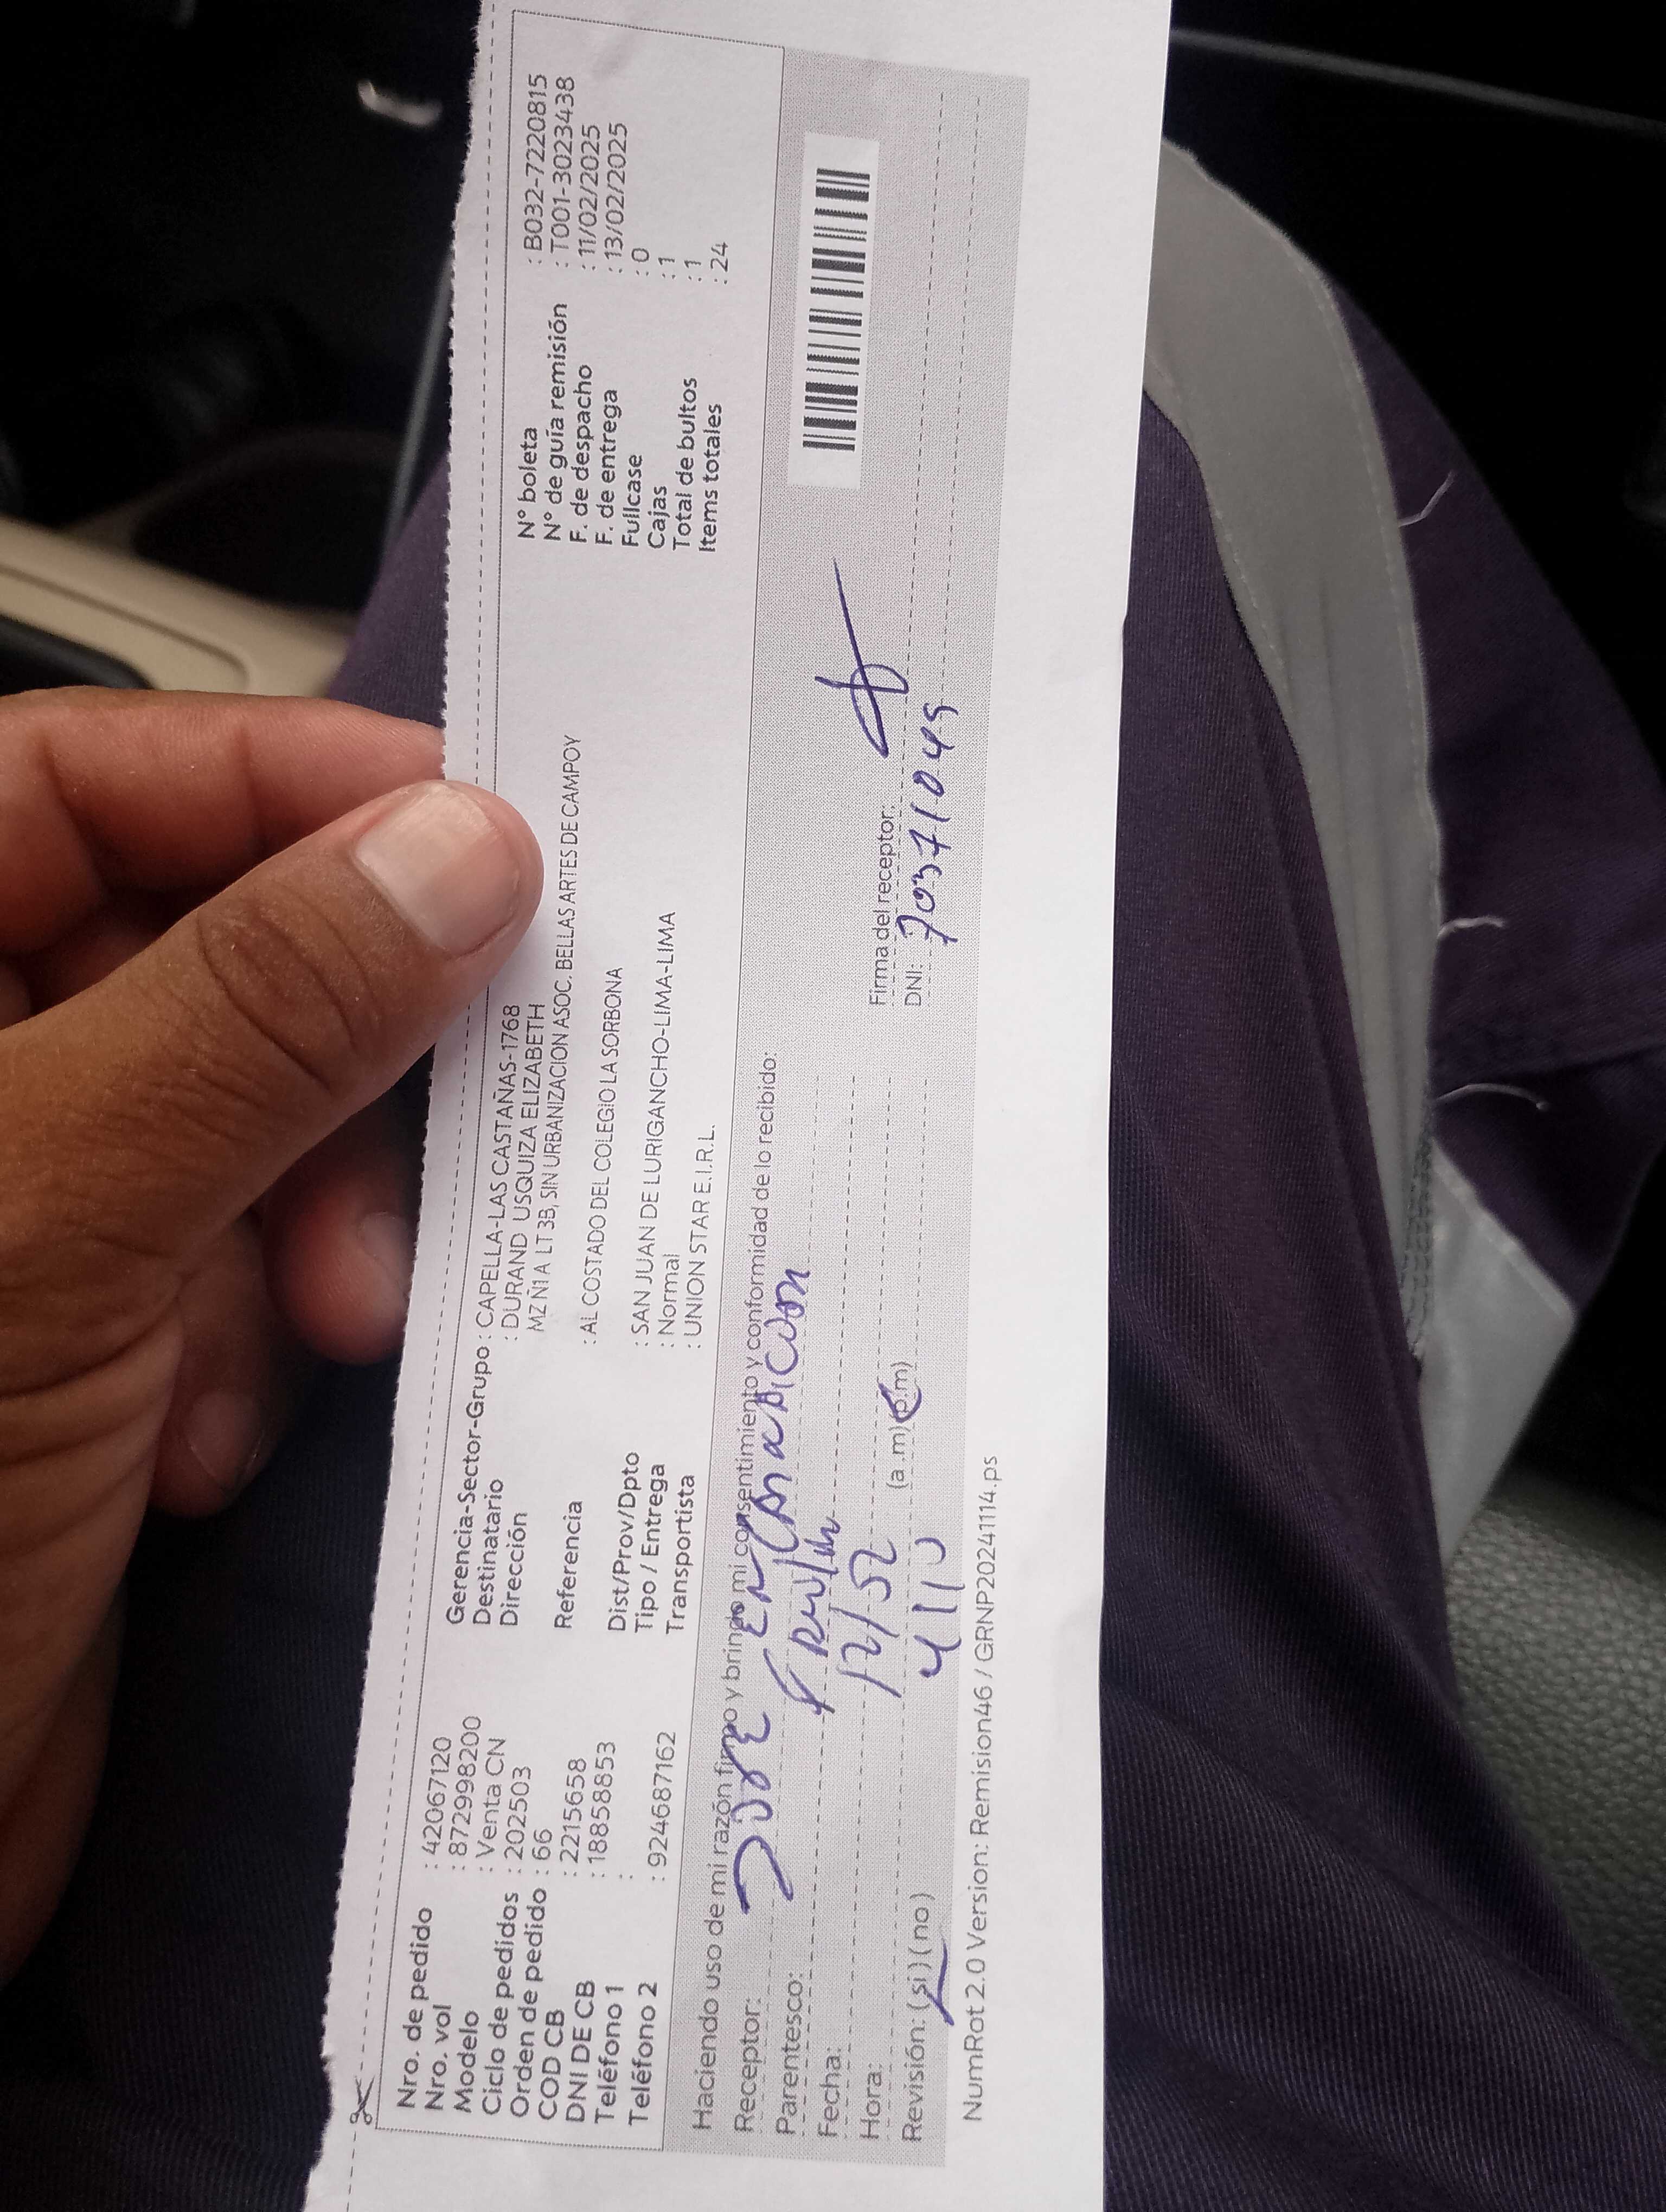 Nro. de pedido : 42067120
Nro. vol : 872998200
Modelo : Venta CN
Ciclo de pedidos : 202503
Orden de pedido : 66
COD CB : 2215658
DNI DE CB : 18858853
Teléfono 1 :
Teléfono 2 : 924687162
Gerencia-Sector-Grupo : CAPELLA-LAS CASTAÑAS-1768
Destinatario : DURAND USQUIZA ELIZABETH
Dirección MZ Ñ1 A LT 3B, SIN URBANIZACION ASOC. BELLAS ARTES DE CAMPOY
Referencia : AL COSTADO DEL COLEGIO LA SORBONA
Dist/Prov/Dpto : SAN JUAN DE LURIGANCHO-LIMA-LIMA
Tipo / Entrega : Normal
Transportista : UNION STAR E.I.R.L.
N° boleta : B032-7220815
N° de guía remisión : T001-3023438
F. de despacho : 11/02/2025
F. de entrega : 13/02/2025
Fullcase : 0
Cajas : 1
Total de bultos : 1
Items totales : 24
Haciendo uso de mi razón firmo y brindo mi consentimiento y conformidad de lo recibido:
Receptor:
Parentesco:
Fecha:
Hora: (a.m) (p.m)
Revisión: (si) (no)
Firma del receptor:
DNI: 70371049
NumRot 2.0 Version: Remision46 / GRNP20241114.ps